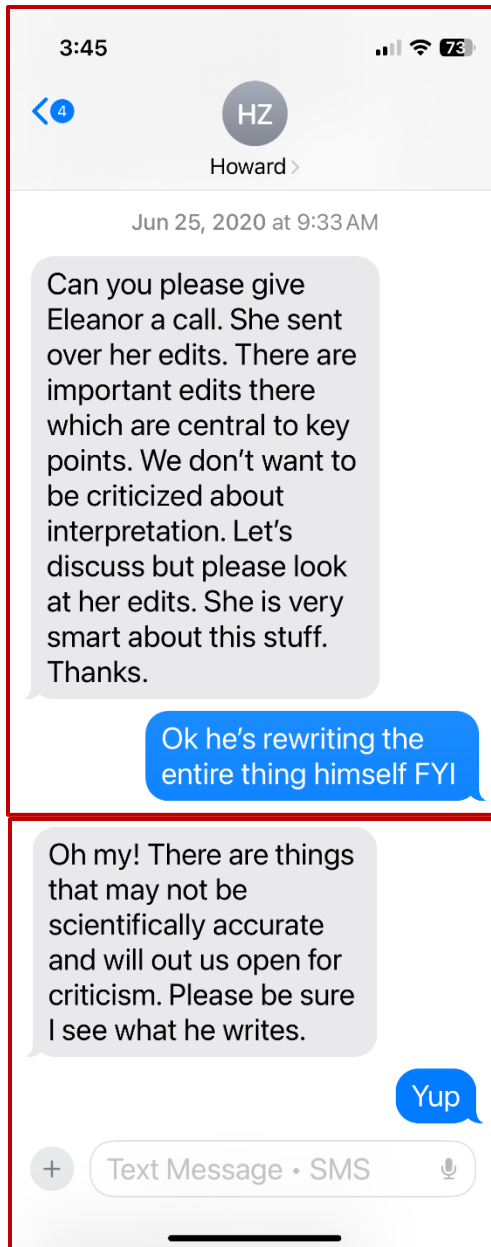 3:45
73
4
HZ
Howard
Jun 25, 2020 at 9:33 AM
Can you please give
Eleanor a call. She sent
over her edits. There are
important edits there
which are central to key
points. We don’t want to
be criticized about
interpretation. Let’s
discuss but please look
at her edits. She is very
smart about this stuff.
Thanks.
Ok he’s rewriting the
entire thing himself FYI
Oh my! There are things
that may not be
scientifically accurate
and will out us open for
criticism. Please be sure
I see what he writes.
Yup
Text Message • SMS